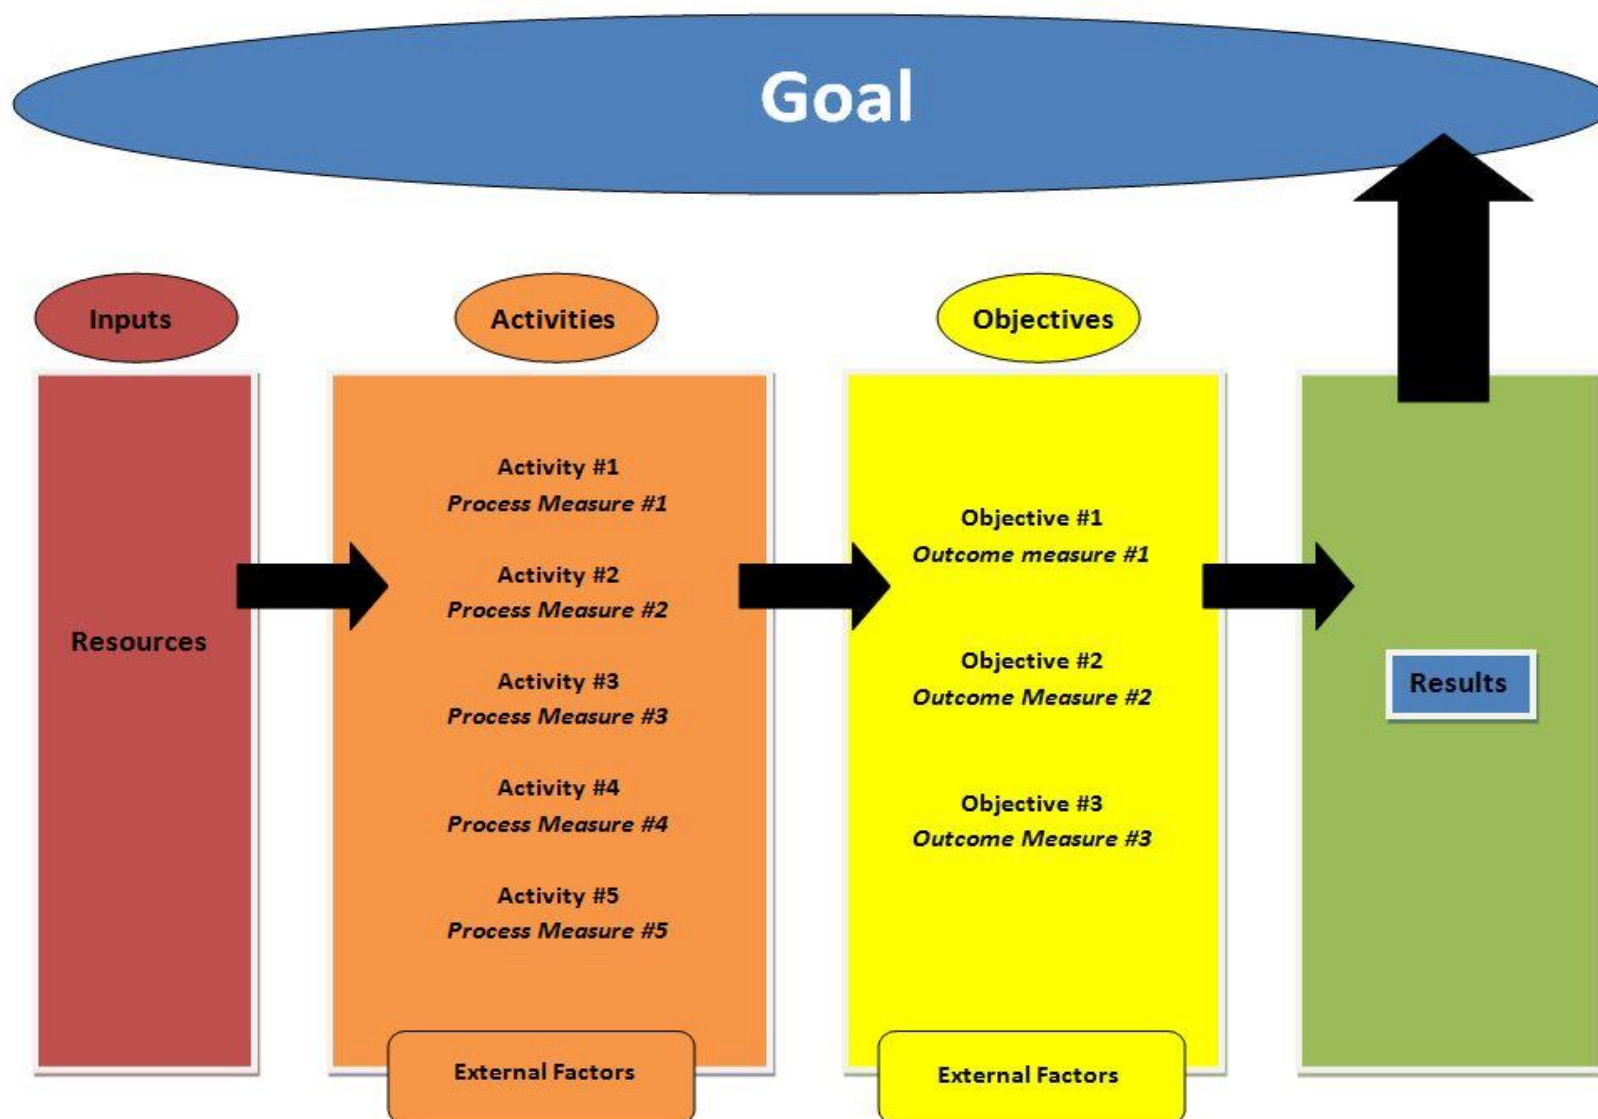 Goal
Inputs
Activities
Objectives
Resources
Activity #1
Process Measure #1
Activity #2
Process Measure #2
Activity #3
Process Measure #3
Activity #4
Process Measure #4
Activity #5
Process Measure #5
External Factors
Objective #1
Outcome measure #1
Objective #2
Outcome Measure #2
Objective #3
Outcome Measure #3
External Factors
Results